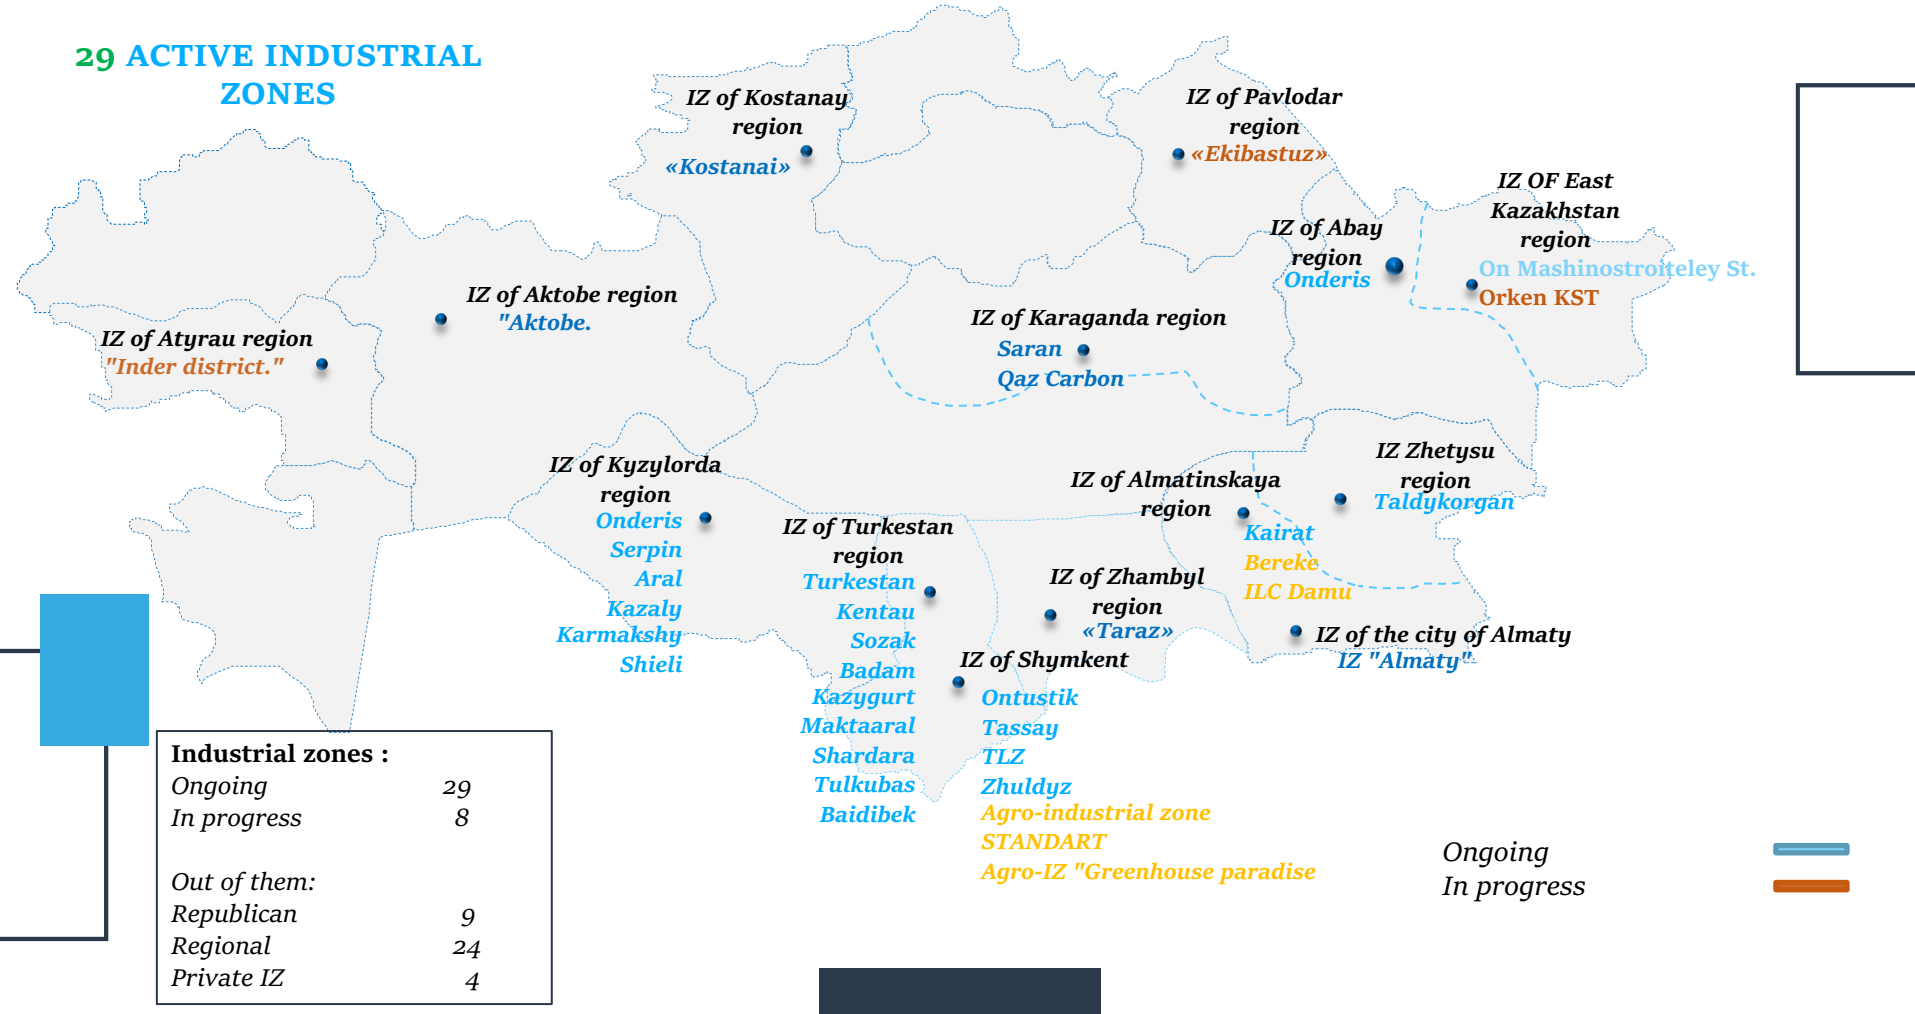 29 ACTIVE INDUSTRIAL
ZONES
IZ of Kostanay
region
«Kostanai»
IZ of Pavlodar
region
«Ekibastuz»
IZ OF East
Kazakhstan
region
On Mashinostroiteley St.
Orken KST
IZ of Abay
region
Onderis
IZ of Aktobe region
"Aktobe.
IZ of Atyrau region
"Inder district."
IZ of Karaganda region
Saran
Qaz Carbon
IZ of Kyzylorda
region
Onderis
Serpin
Aral
Kazaly
Karmakshy
Shieli
IZ of Turkestan
region
Turkestan
Kentau
Sozak
Badam
Kazygurt
Maktaaral
Shardara
Tulkubas
Baidibek
IZ of Almatinskaya
region
Kairat
Bereke
ILC Damu
IZ Zhetysu
region
Taldykorgan
IZ of Zhambyl
region
«Taraz»
IZ of the city of Almaty
IZ "Almaty"
IZ of Shymkent
Ontustik
Tassay
TLZ
Zhuldyz
Agro-industrial zone
STANDART
Agro-IZ "Greenhouse paradise
Industrial zones :
Ongoing 29
In progress 8
Out of them:
Republican 9
Regional 24
Private IZ 4
Ongoing
In progress